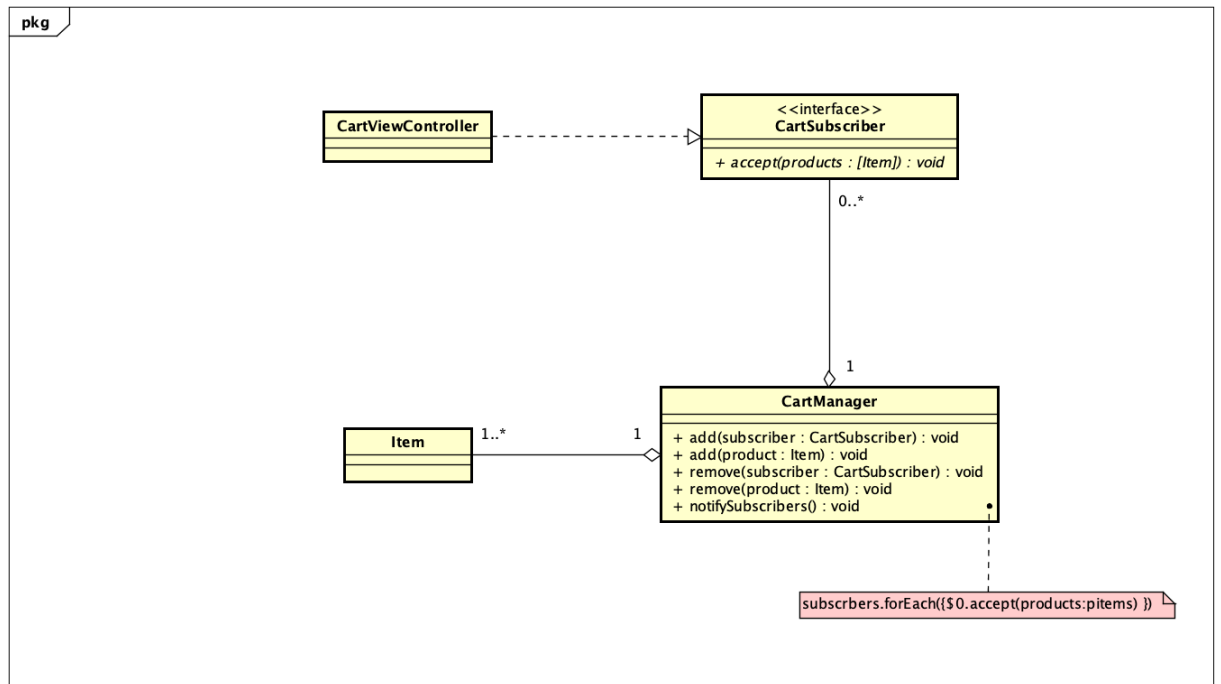 pkg
CartViewController
<<interface>>
CartSubscriber
+ accept(products : [Item]) : void
0..*
1
CartManager
+ add(subscriber : CartSubscriber) : void
+ add(product : Item) : void
+ remove(subscriber : CartSubscriber) : void
+ remove(product : Item) : void
+ notifySubscribers() : void
Item
1..*
1
subscrbers.forEach({$0.accept(products:pitems) })